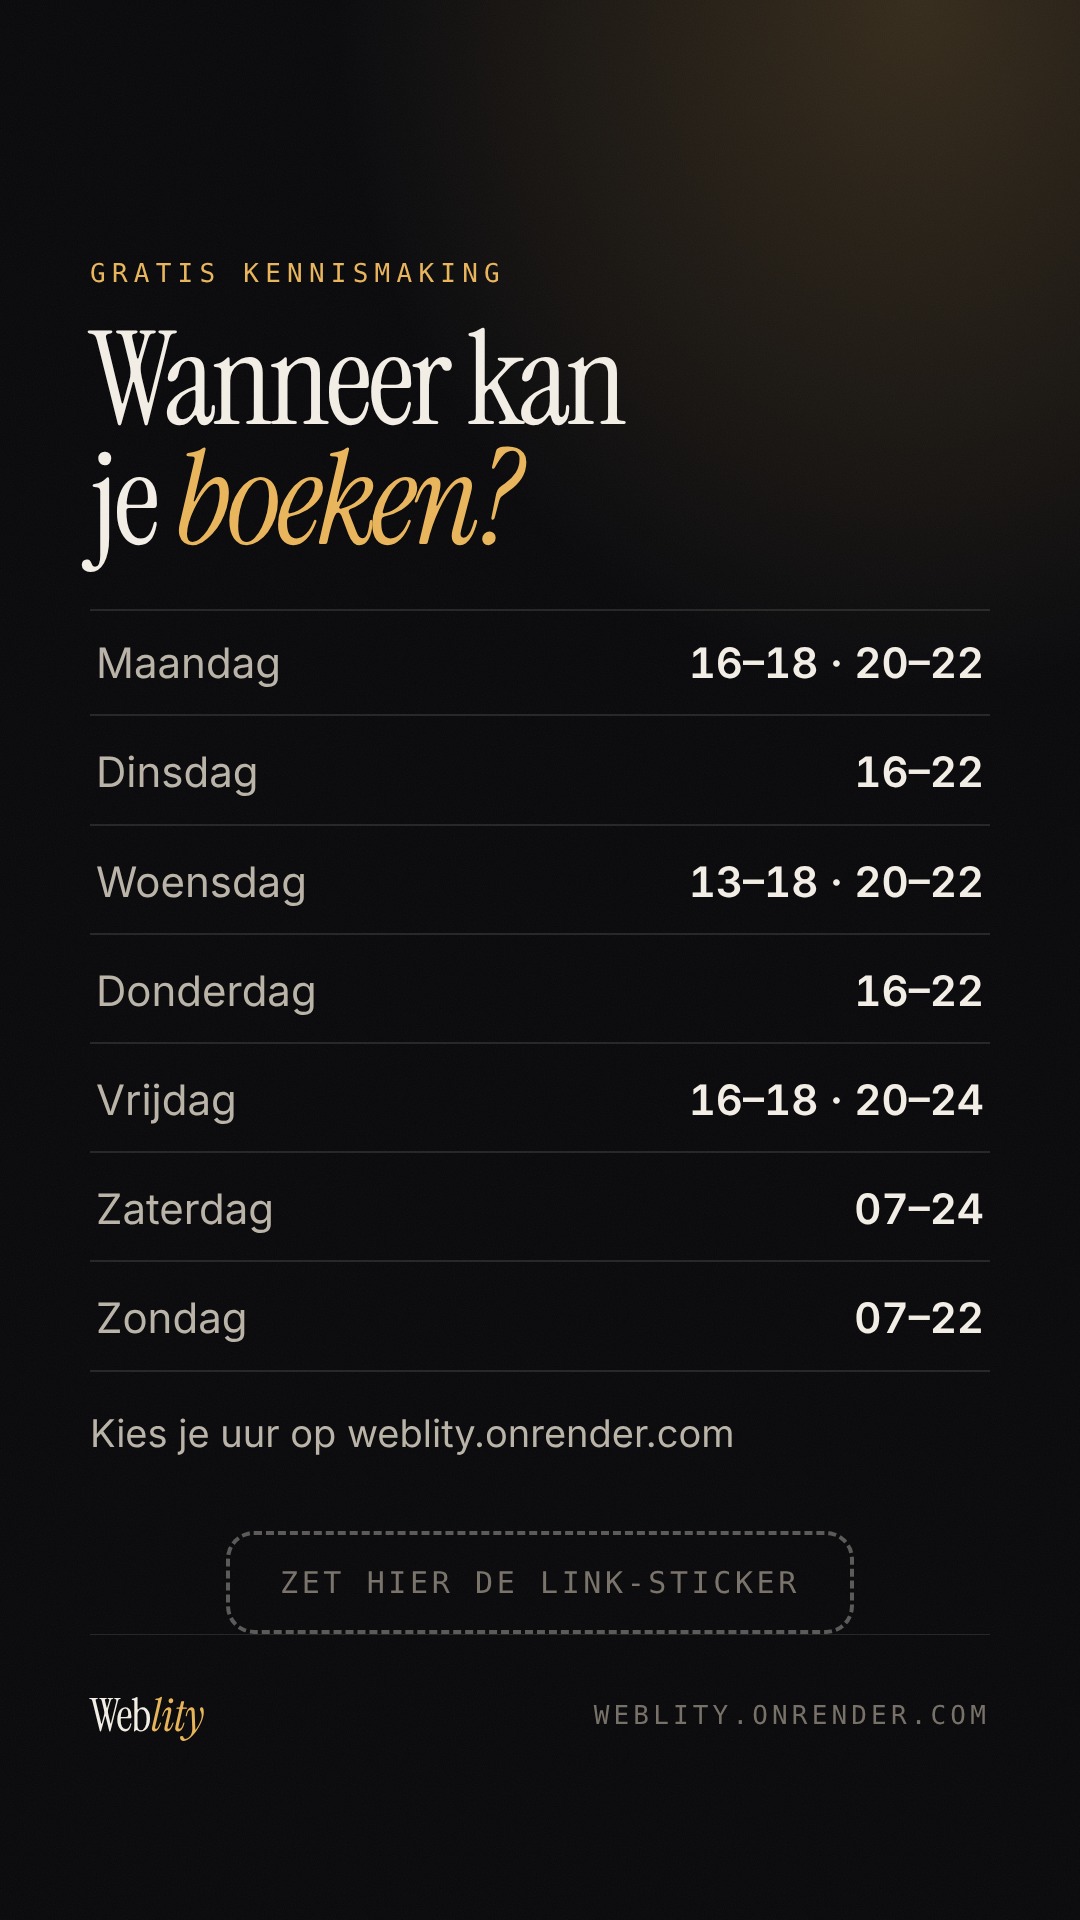 GRATIS KENNISMAKING
Wanneer kan
je boeken?
Maandag 16–18 · 20–22
Dinsdag 16–22
Woensdag 13–18 · 20–22
Donderdag 16–22
Vrijdag 16–18 · 20–24
Zaterdag 07–24
Zondag 07–22
Kies je uur op weblity.onrender.com
ZET HIER DE LINK-STICKER
Weblity WEBLITY.ONRENDER.COM